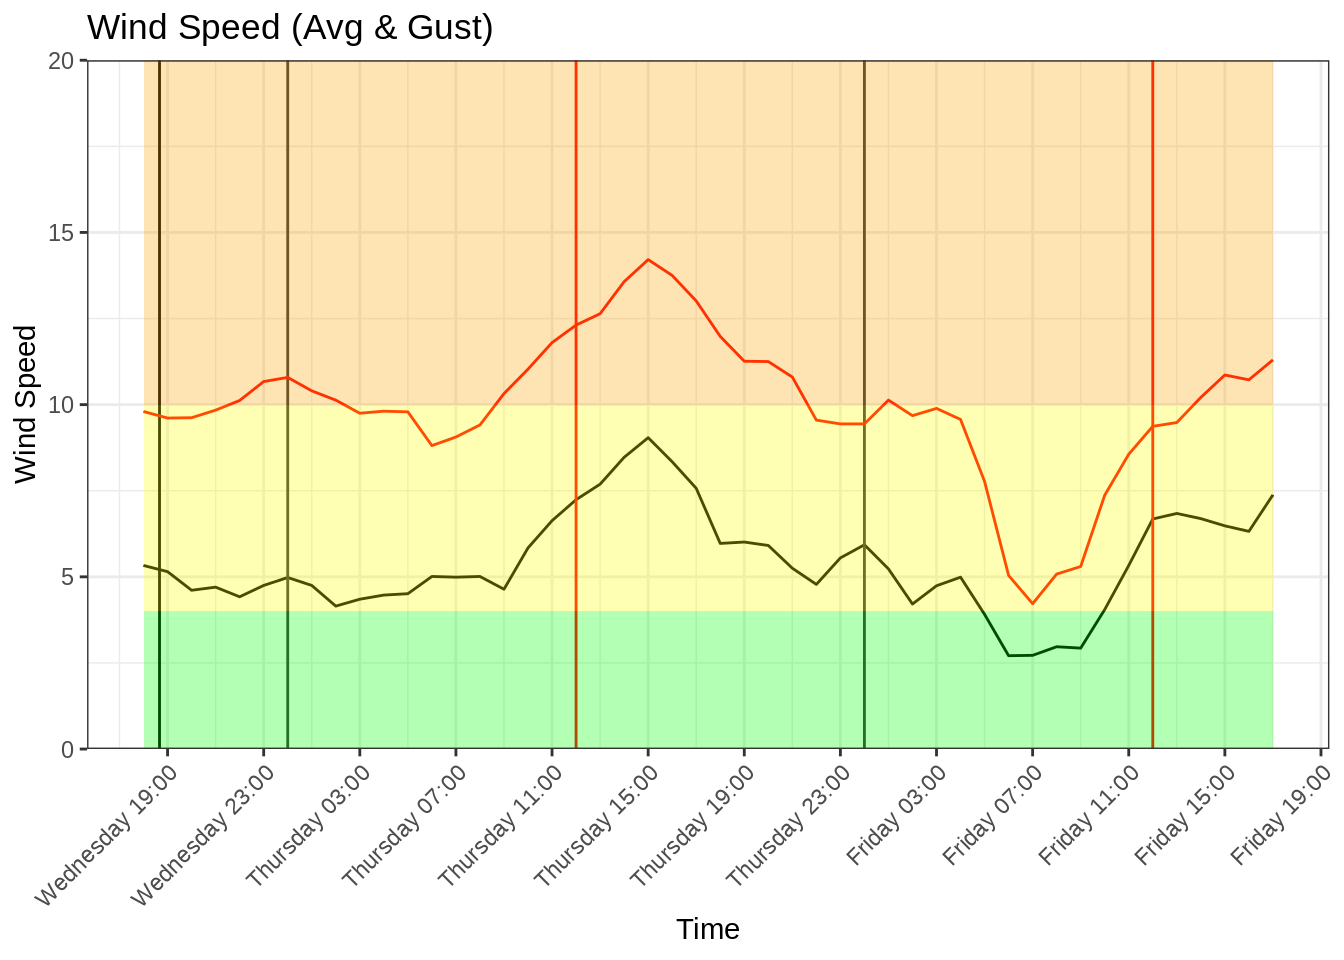 Wind Speed (Avg & Gust)
20
15
10
5
0
Wind Speed
Wednesday 19:00
Wednesday 23:00
Thursday 03:00
Thursday 07:00
Thursday 11:00
Thursday 15:00
Thursday 19:00
Thursday 23:00
Friday 03:00
Friday 07:00
Friday 11:00
Friday 15:00
Friday 19:00
Time